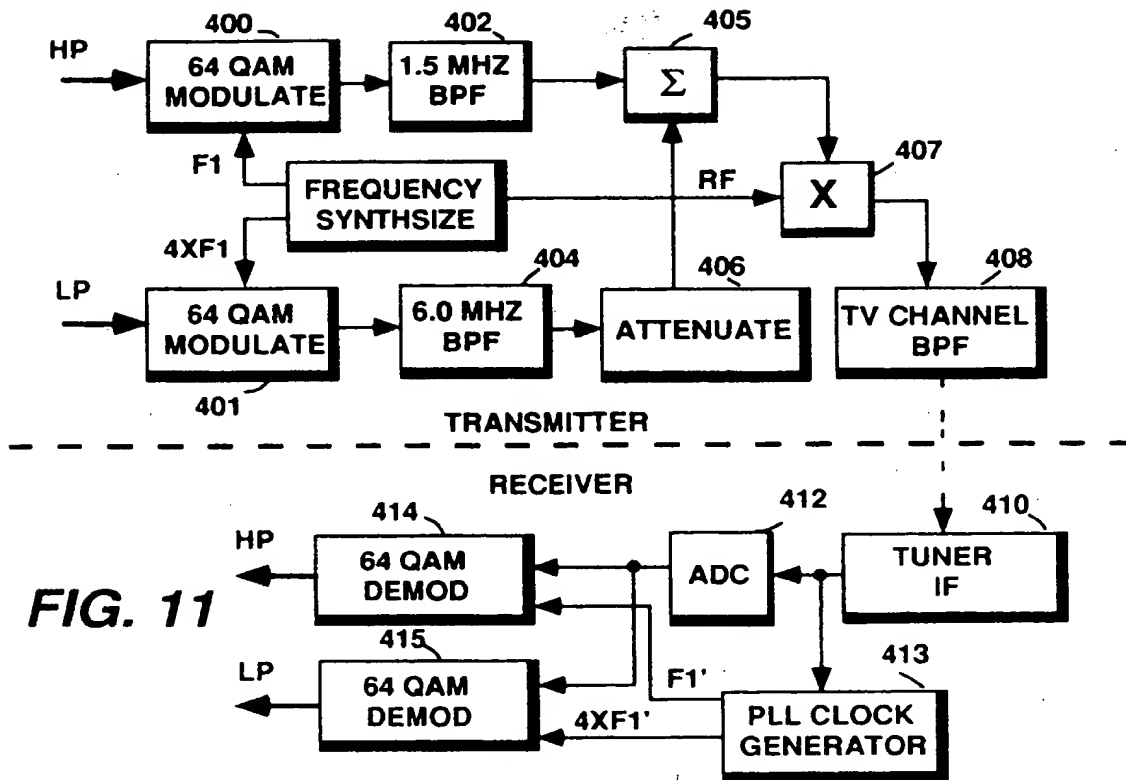 400
402
405
HP
64 QAM
MODULATE
1.5 MHZ
BPF
Σ
F1
FREQUENCY
SYNTHSIZE
RF
407
X
4XF1
LP
64 QAM
MODULATE
401
404
6.0 MHZ
BPF
406
ATTENUATE
408
TV CHANNEL
BPF
TRANSMITTER
RECEIVER
414
412
410
HP
64 QAM
DEMOD
ADC
TUNER
IF
FIG. 11
415
LP
64 QAM
DEMOD
F1'
4XF1'
413
PLL CLOCK
GENERATOR